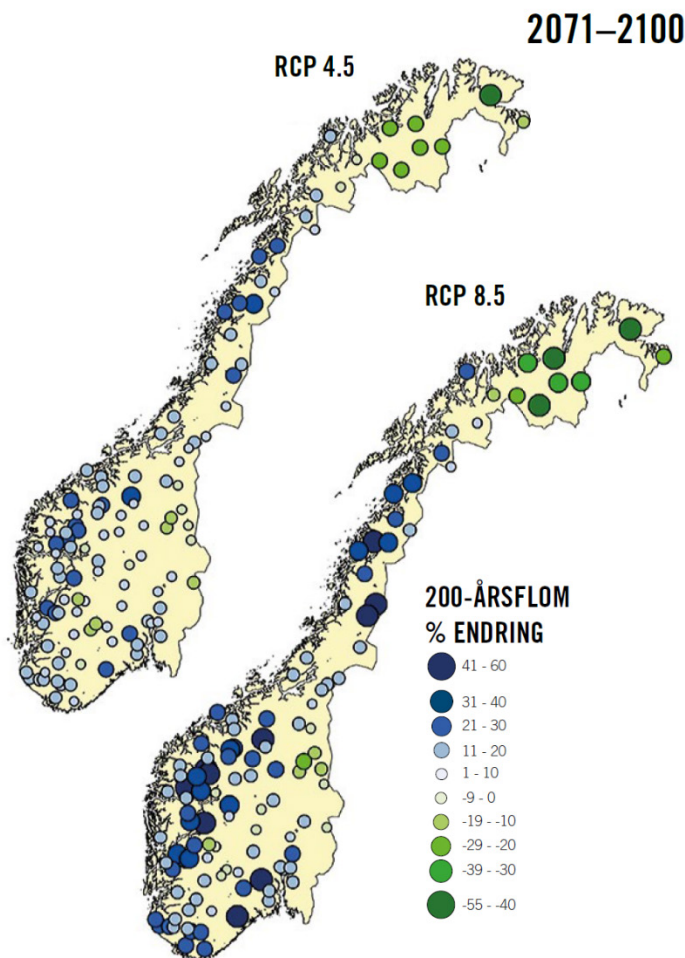 2071–2100
RCP 4.5
RCP 8.5
200-ÅRSFLOM
% ENDRING
41 - 60
31 - 40
21 - 30
11 - 20
1 - 10
-9 - 0
-19 - -10
-29 - -20
-39 - -30
-55 - -40